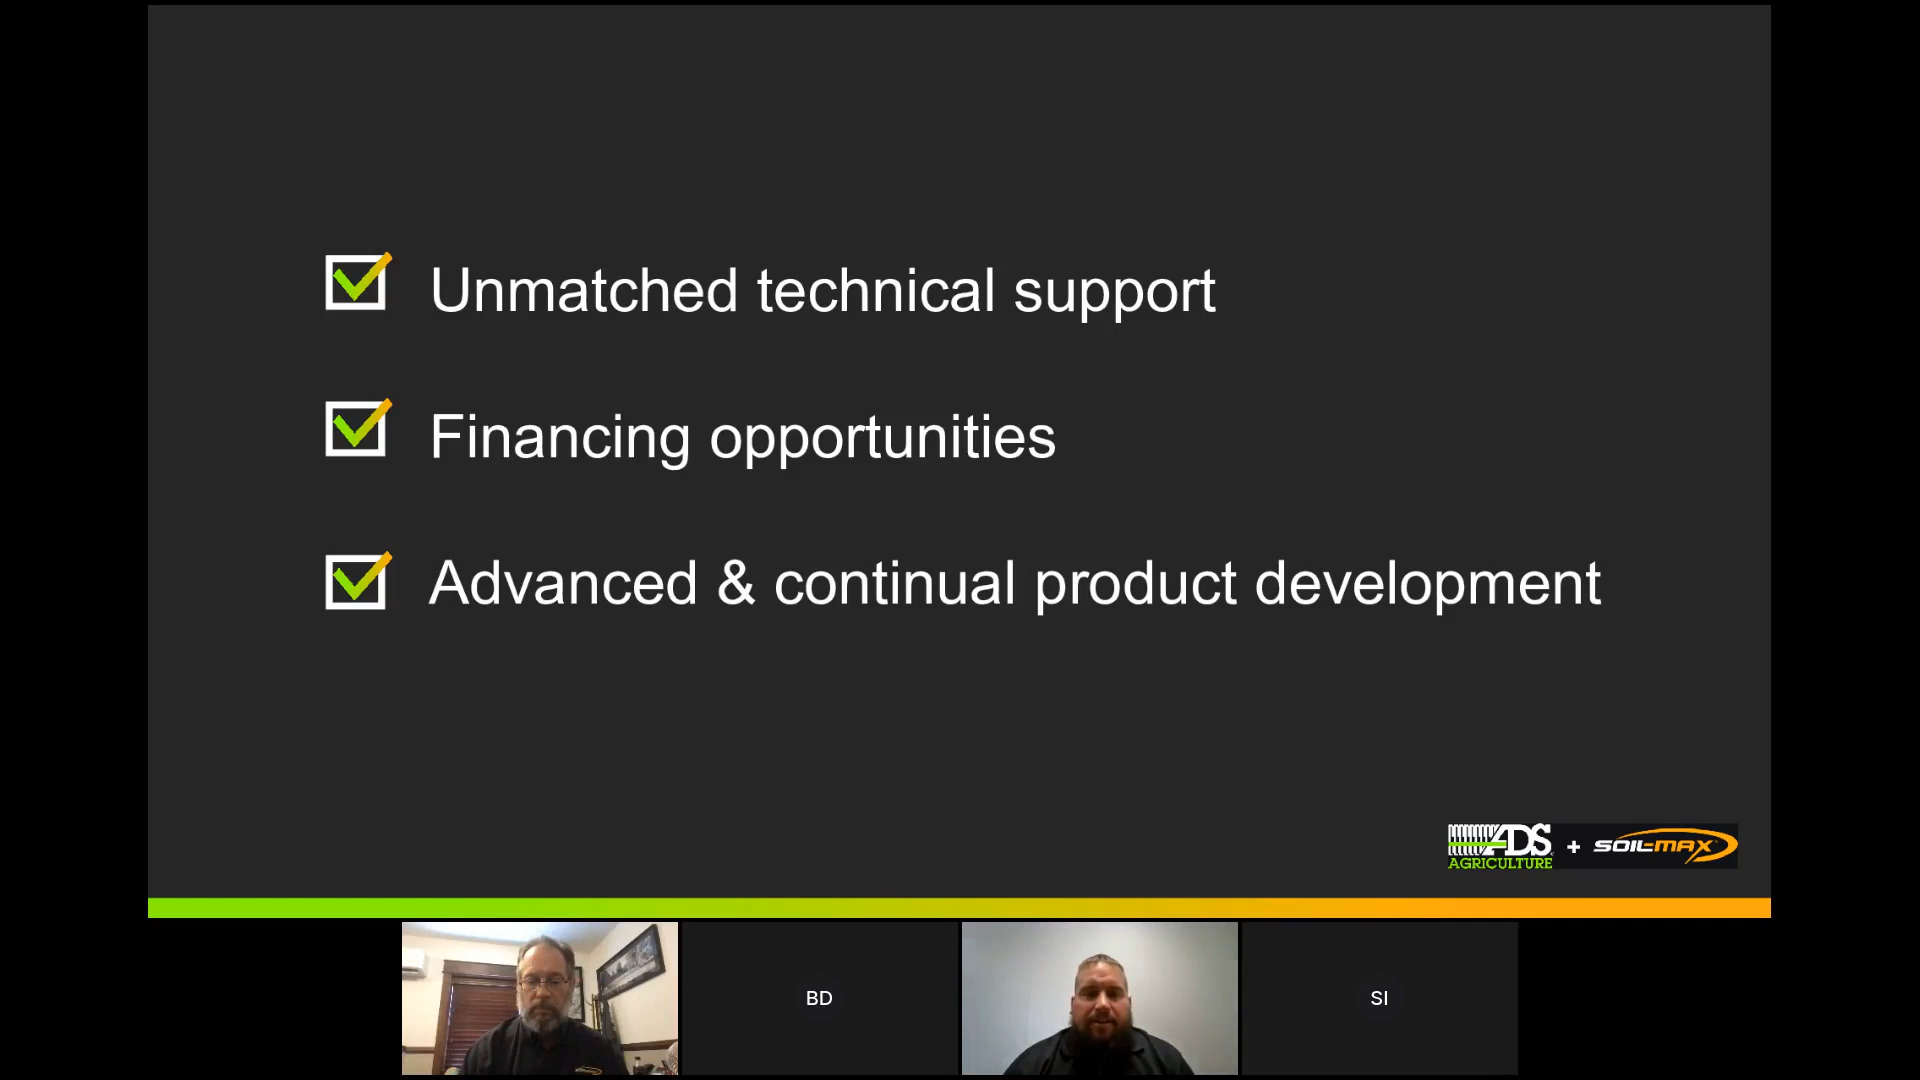 Unmatched technical support
Financing opportunities
Advanced & continual product development
ADS
AGRICULTURE
+
SOIL-MAX
BD
SI